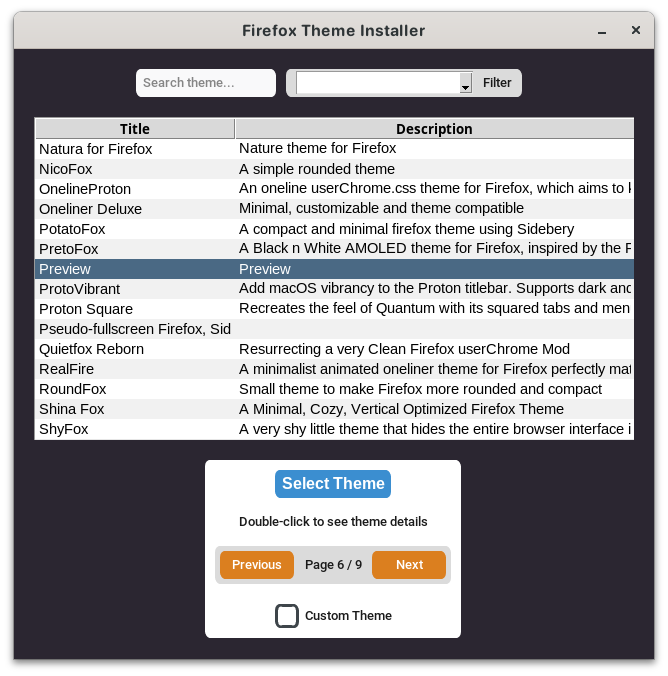 Firefox Theme Installer
Search theme...
Filter
Title Description
Natura for Firefox Nature theme for Firefox
NicoFox A simple rounded theme
OnelineProton An oneline userChrome.css theme for Firefox, which aims to
Oneliner Deluxe Minimal, customizable and theme compatible
PotatoFox A compact and minimal firefox theme using Sidebery
PretoFox A Black n White AMOLED theme for Firefox, inspired by the
Preview Preview
ProtoVibrant Add macOS vibrancy to the Proton titlebar. Supports dark and
Proton Square Recreates the feel of Quantum with its squared tabs and men
Pseudo-fullscreen Firefox, Sid
Quietfox Reborn Resurrecting a very Clean Firefox userChrome Mod
RealFire A minimalist animated oneliner theme for Firefox perfectly
RoundFox Small theme to make Firefox more rounded and compact
Shina Fox A Minimal, Cozy, Vertical Optimized Firefox Theme
ShyFox A very shy little theme that hides the entire browser interface
Select Theme
Double-click to see theme details
Previous Page 6 / 9 Next
Custom Theme